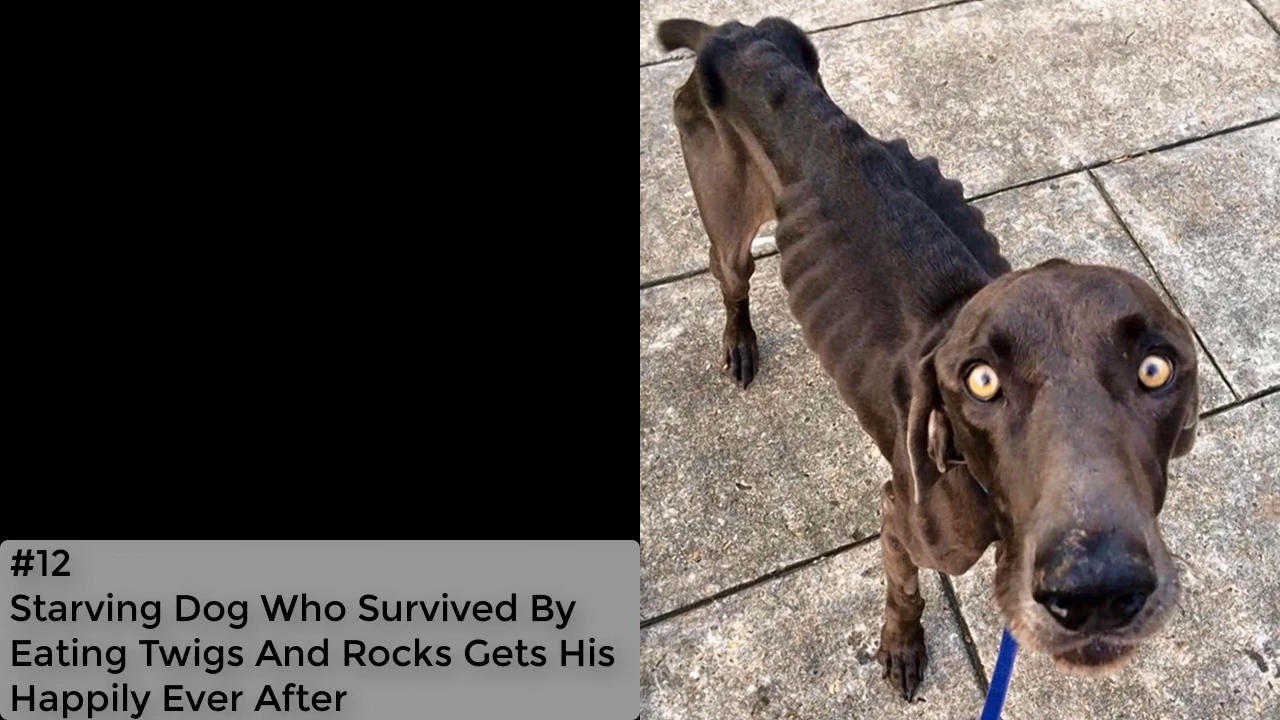 #12
Starving Dog Who Survived By
Eating Twigs And Rocks Gets His
Happily Ever After